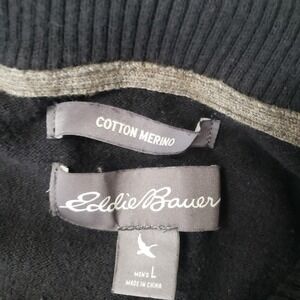 COTTON MERINO
Eddie Bauer
MEN'S L
MADE IN CHINA